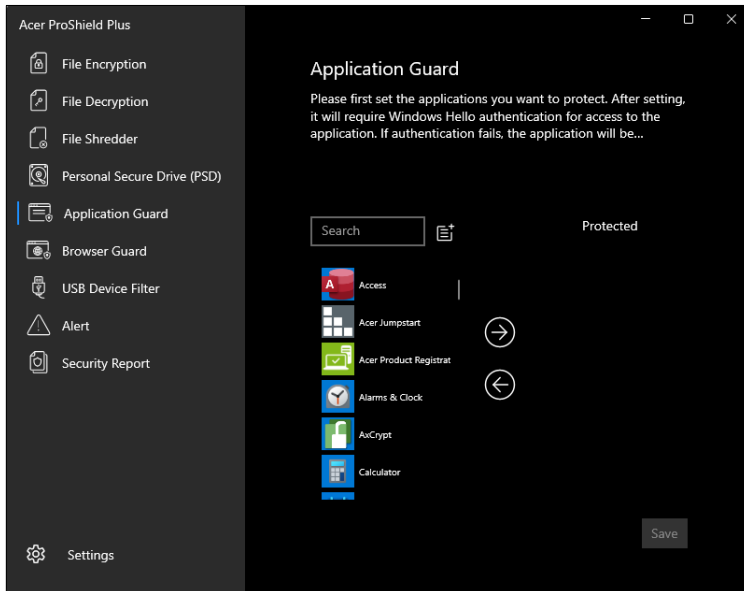 Acer ProShield Plus
File Encryption
File Decryption
File Shredder
Personal Secure Drive (PSD)
Application Guard
Browser Guard
USB Device Filter
Alert
Security Report
Settings
Application Guard
Please first set the applications you want to protect. After setting,
it will require Windows Hello authentication for access to the
application. If authentication fails, the application will be...
Search
Protected
A
Access
Acer Jumpstart
Acer Product Registrat
Alarms & Clock
AxCrypt
Calculator
Save